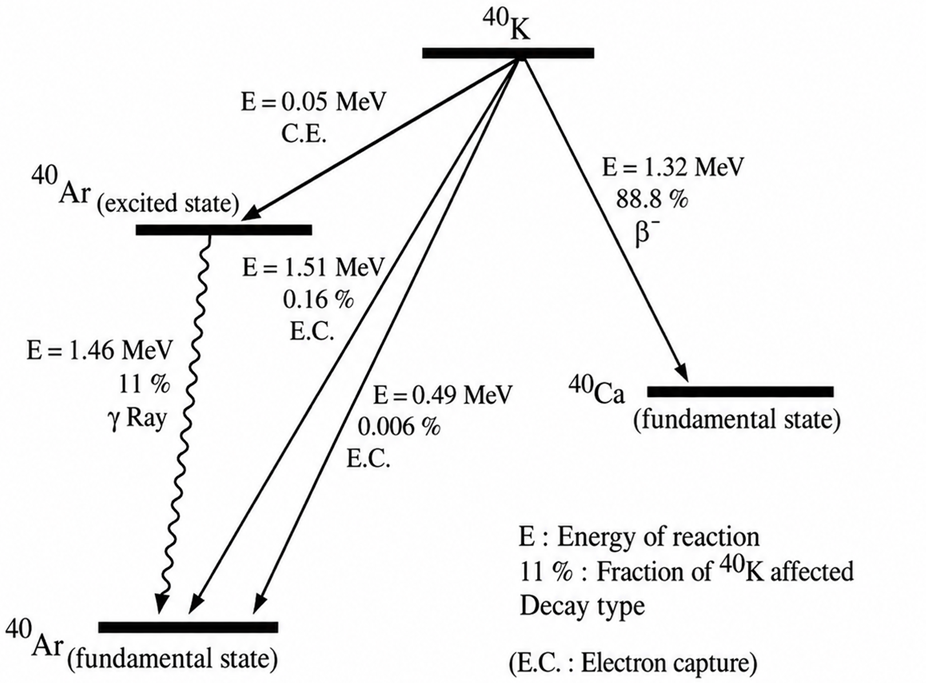 ⁴⁰K
E = 0.05 MeV
C.E.
⁴⁰Ar (excited state)
E = 1.32 MeV
88.8 %
β⁻
E = 1.51 MeV
0.16 %
E.C.
E = 1.46 MeV
11 %
γ Ray
E = 0.49 MeV
0.006 %
E.C.
⁴⁰Ca
(fundamental state)
E : Energy of reaction
11 % : Fraction of ⁴⁰K affected
Decay type
(E.C. : Electron capture)
⁴⁰Ar (fundamental state)